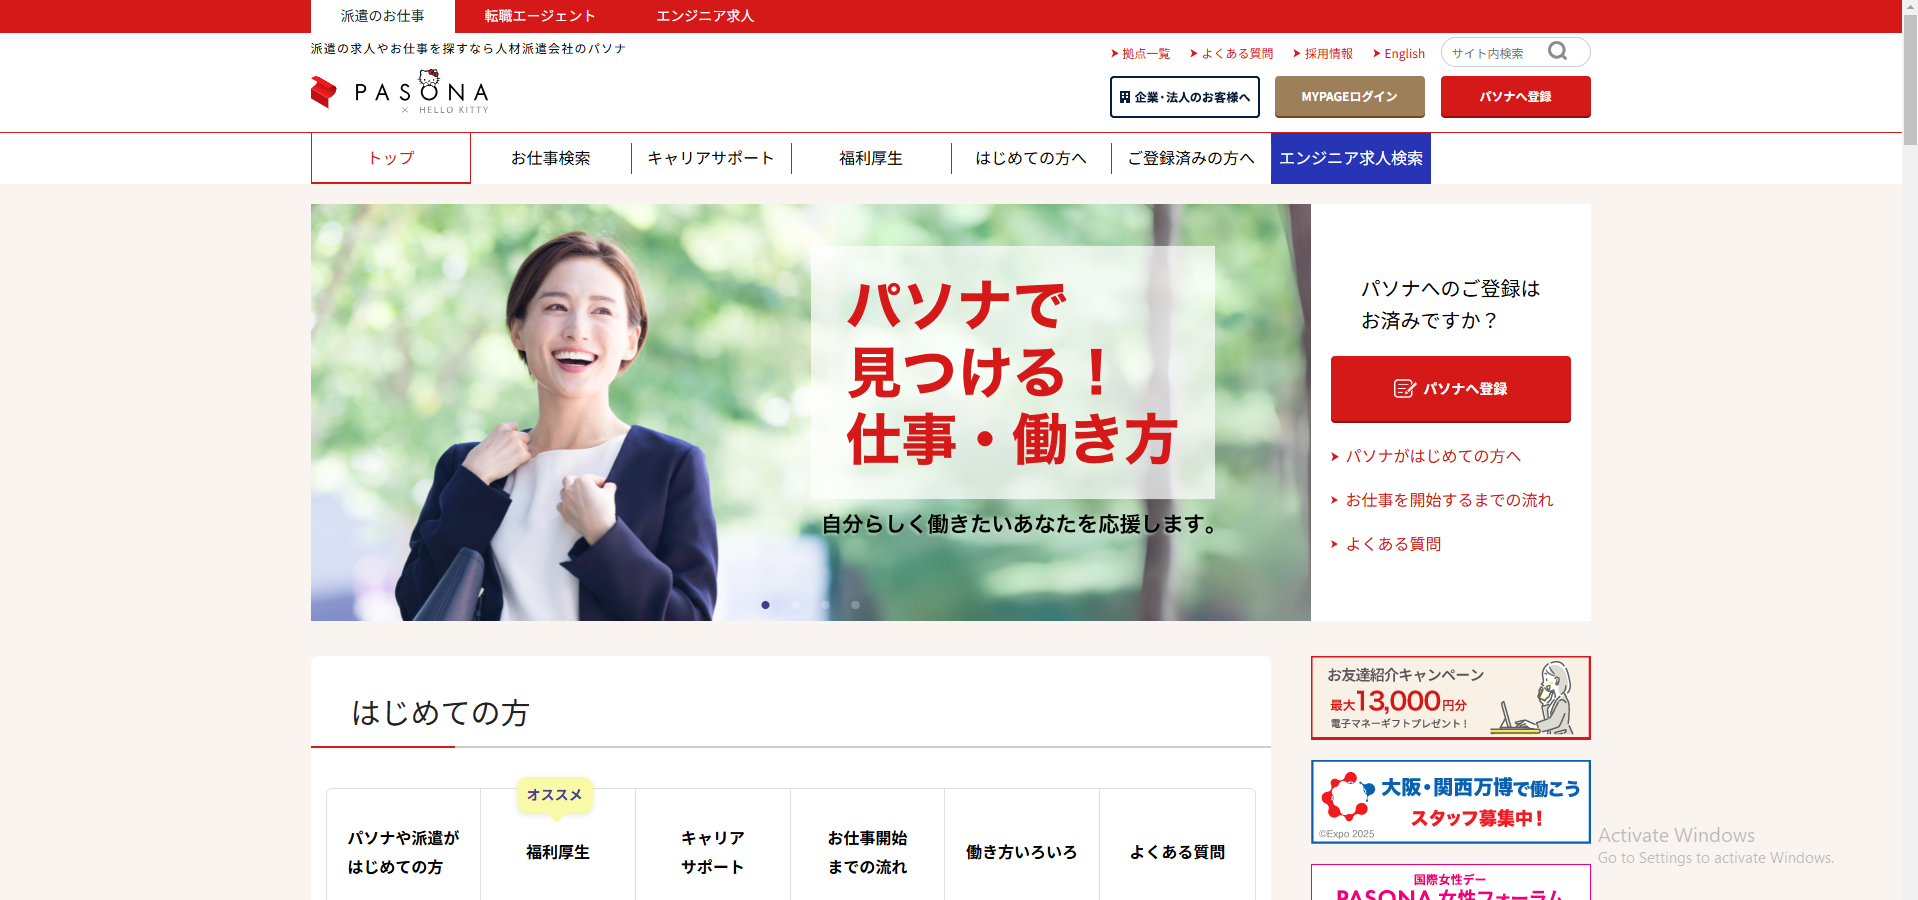 派遣のお仕事
転職エージェント
エンジニア求人
派遣の求人やお仕事を探すなら人材派遣会社のパソナ
拠点一覧
よくある質問
採用情報
English
サイト内検索
PASONA
× HELLO KITTY
企業・法人のお客様へ
MYPAGEログイン
パソナへ登録
トップ
お仕事検索
キャリアサポート
福利厚生
はじめての方へ
ご登録済みの方へ
エンジニア求人検索
パソナで
見つける！
仕事・働き方
自分らしく働きたいあなたを応援します。
パソナへのご登録は
お済みですか？
パソナへ登録
パソナがはじめての方へ
お仕事を開始するまでの流れ
よくある質問
はじめての方
オススメ
パソナや派遣が
はじめての方
福利厚生
キャリア
サポート
お仕事開始
までの流れ
働き方いろいろ
よくある質問
お友達紹介キャンペーン
最大13,000円分
電子マネーギフトプレゼント！
大阪・関西万博で働こう
スタッフ募集中！
©Expo 2025
国際女性デー
PASONA 女性フォーラム
Activate Windows
Go to Settings to activate Windows.